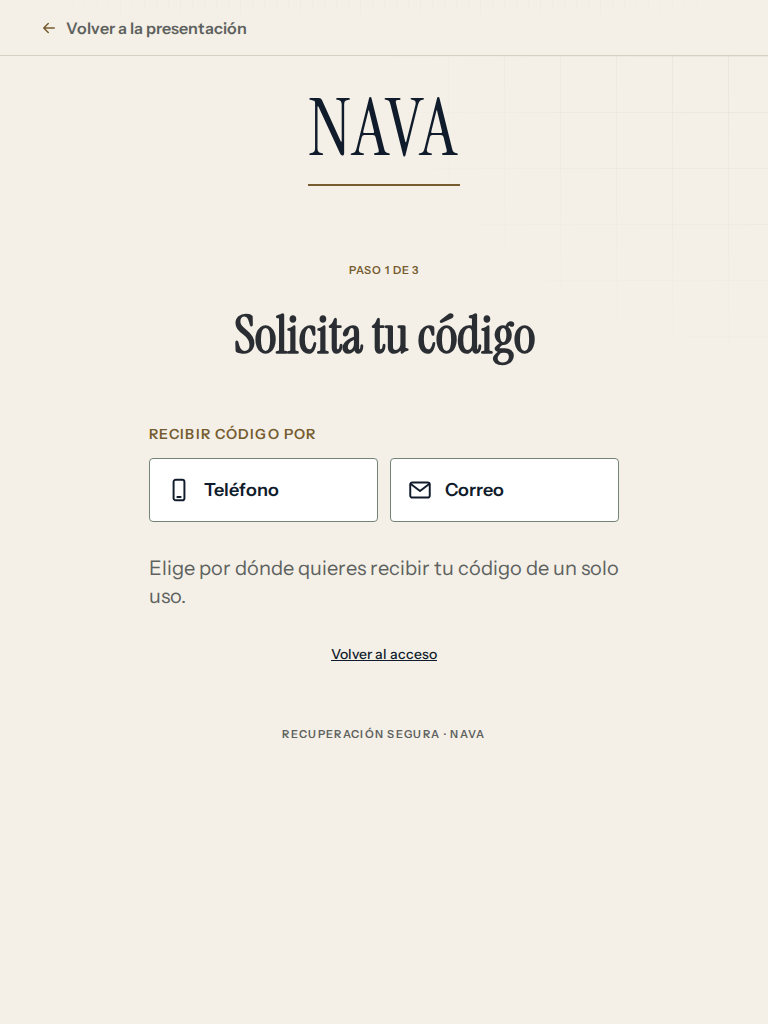 Volver a la presentación
NAVA
PASO 1 DE 3
Solicita tu código
RECIBIR CÓDIGO POR
Teléfono
Correo
Elige por dónde quieres recibir tu código de un solo
uso.
Volver al acceso
RECUPERACIÓN SEGURA · NAVA